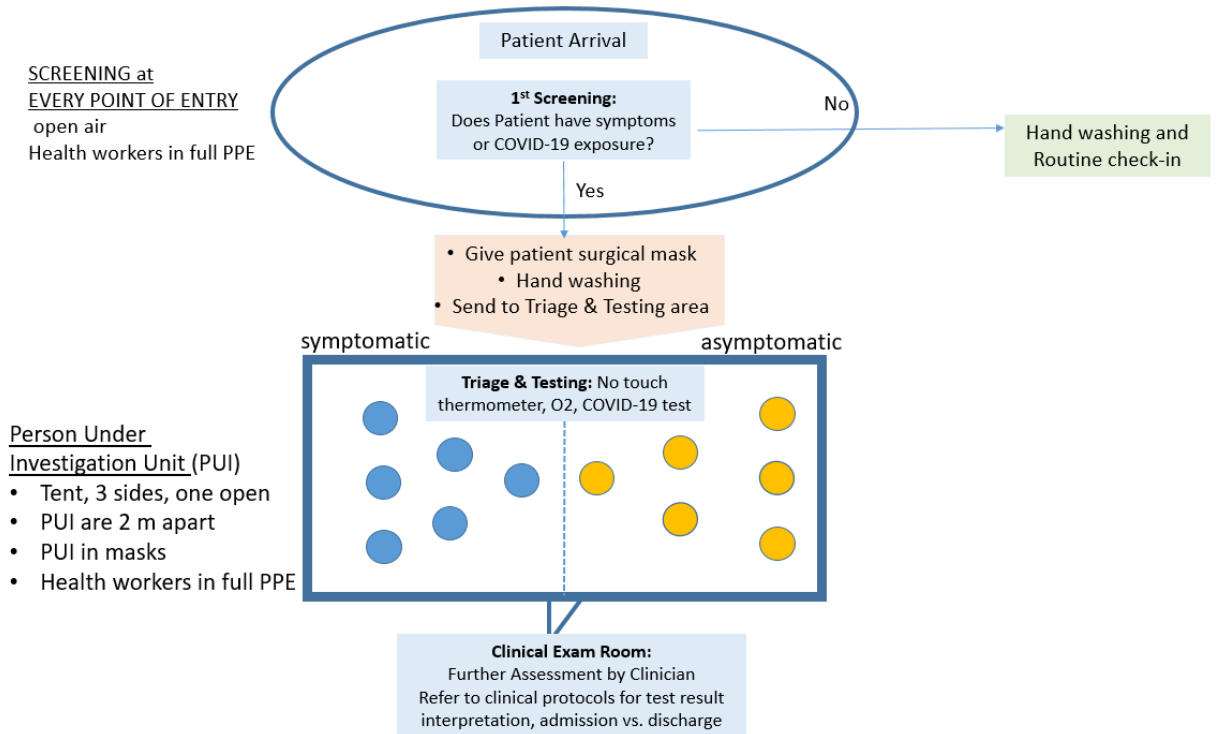 Patient Arrival
SCREENING at
EVERY POINT OF ENTRY
open air
Health workers in full PPE
1st Screening:
Does Patient have symptoms
or COVID-19 exposure?
No
Hand washing and
Routine check-in
Yes
• Give patient surgical mask
• Hand washing
• Send to Triage & Testing area
symptomatic
asymptomatic
Triage & Testing: No touch
thermometer, O2, COVID-19 test
Person Under
Investigation Unit (PUI)
• Tent, 3 sides, one open
• PUI are 2 m apart
• PUI in masks
• Health workers in full PPE
Clinical Exam Room:
Further Assessment by Clinician
Refer to clinical protocols for test result
interpretation, admission vs. discharge